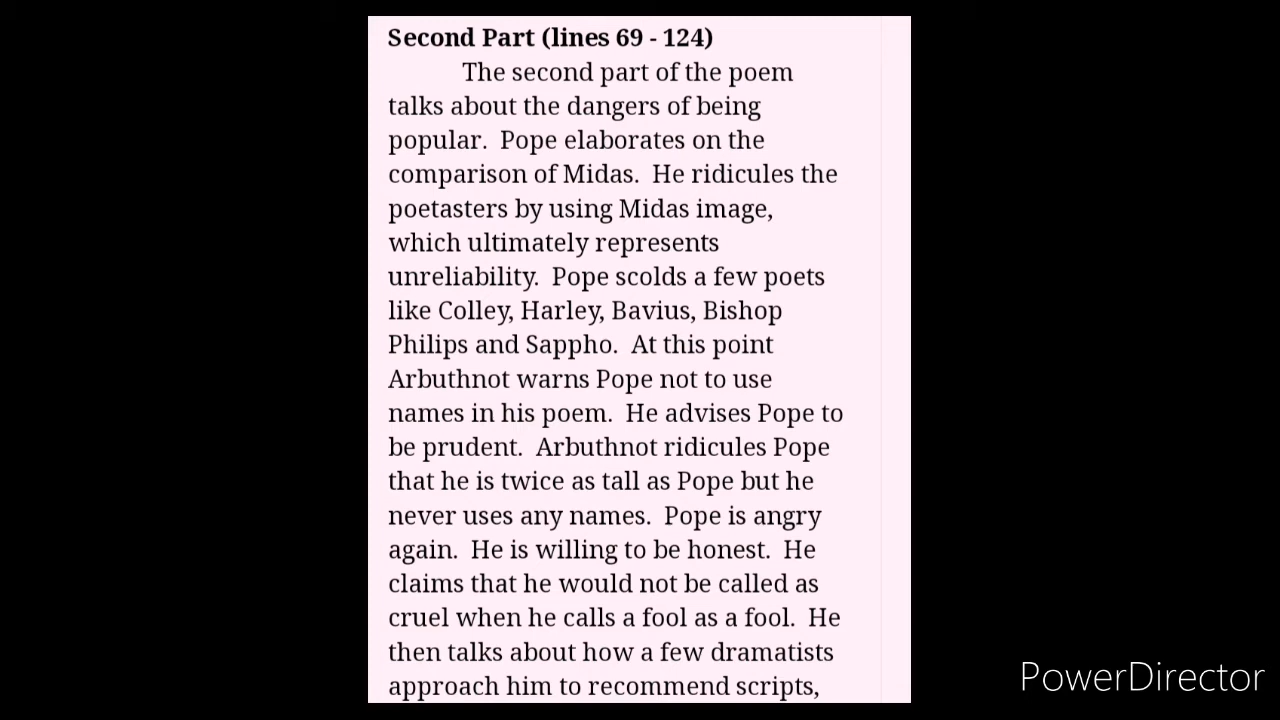 Second Part (lines 69 - 124)
The second part of the poem
talks about the dangers of being
popular. Pope elaborates on the
comparison of Midas. He ridicules the
poetasters by using Midas image,
which ultimately represents
unreliability. Pope scolds a few poets
like Colley, Harley, Bavius, Bishop
Philips and Sappho. At this point
Arbuthnot warns Pope not to use
names in his poem. He advises Pope to
be prudent. Arbuthnot ridicules Pope
that he is twice as tall as Pope but he
never uses any names. Pope is angry
again. He is willing to be honest. He
claims that he would not be called as
cruel when he calls a fool as a fool. He
then talks about how a few dramatists
approach him to recommend scripts,
PowerDirector